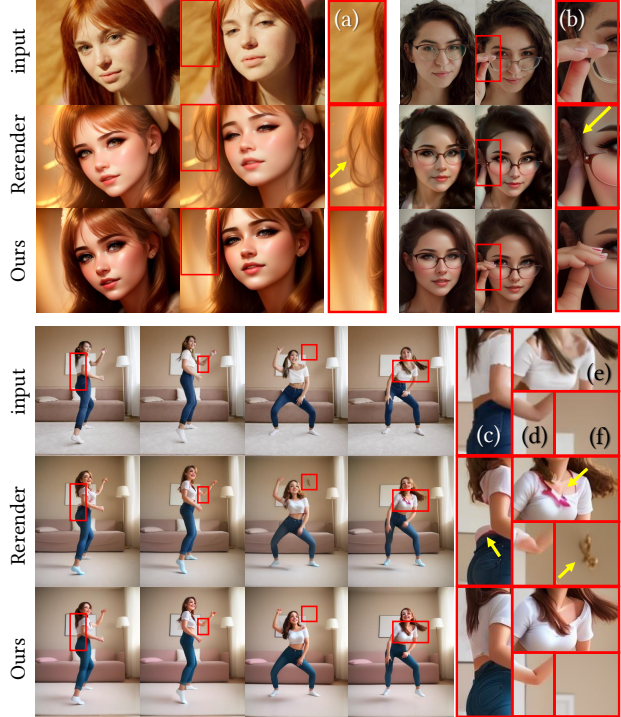 input
(a)
(b)
Rerender
Ours
input
(e)
(c)
(d)
(f)
Rerender
Ours